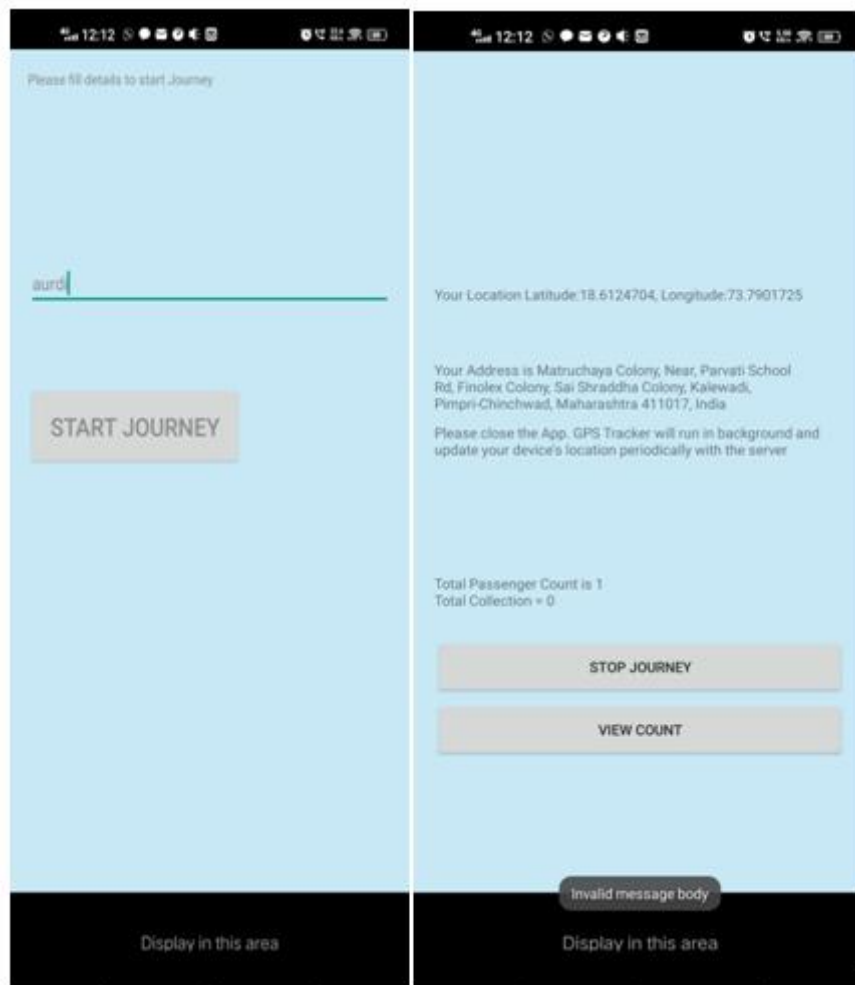 12:12
Please fill details to start Journey
aurdi
START JOURNEY
Display in this area
12:12
Your Location Latitude:18.6124704, Longitude:73.7901725
Your Address is Matruchaya Colony, Near, Parvati School
Rd, Finolex Colony, Sai Shraddha Colony, Kalewadi,
Pimpri-Chinchwad, Maharashtra 411017, India
Please close the App. GPS Tracker will run in background and
update your device's location periodically with the server
Total Passenger Count is 1
Total Collection = 0
STOP JOURNEY
VIEW COUNT
Invalid message body
Display in this area